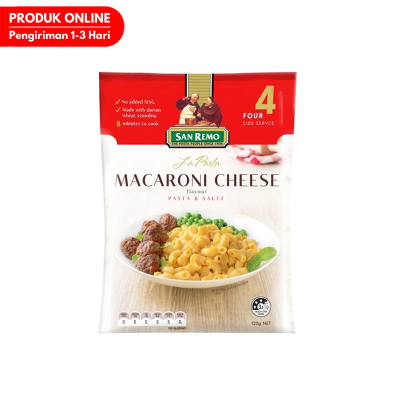 PRODUK ONLINE
Pengiriman 1-3 Hari
No added MSG
Made with durum
wheat semolina
8 minutes to cook
4
FOUR
SIDE SERVES
SAN REMO
THE PASTA PEOPLE SINCE 1936
La Pasta
MACARONI CHEESE
flavour
PASTA & SAUCE
120g NET